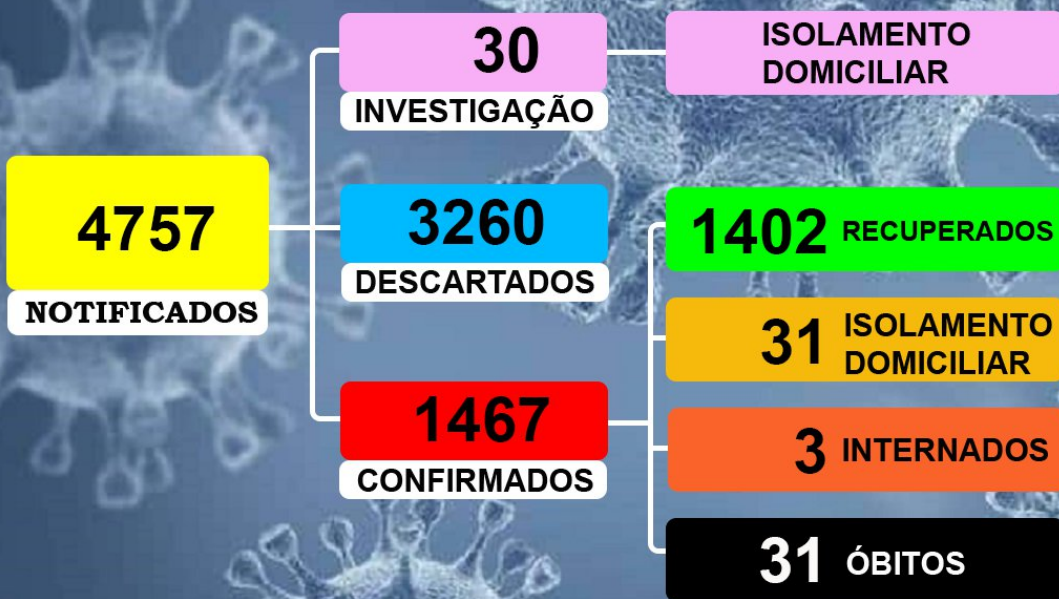 4757
NOTIFICADOS
30
INVESTIGAÇÃO
ISOLAMENTO
DOMICILIAR
3260
DESCARTADOS
1467
CONFIRMADOS
1402 RECUPERADOS
31 ISOLAMENTO
DOMICILIAR
3 INTERNADOS
31 ÓBITOS